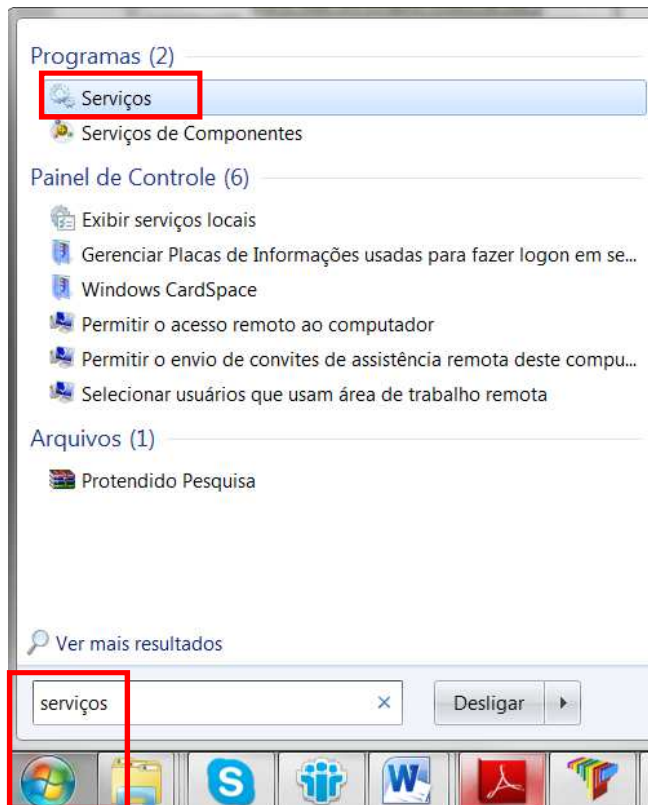 Programas (2)
Serviços
Serviços de Componentes
Painel de Controle (6)
Exibir serviços locais
Gerenciar Placas de Informações usadas para fazer logon em se...
Windows CardSpace
Permitir o acesso remoto ao computador
Permitir o envio de convites de assistência remota deste compu...
Selecionar usuários que usam área de trabalho remota
Arquivos (1)
Protendido Pesquisa
Ver mais resultados
serviços
Desligar